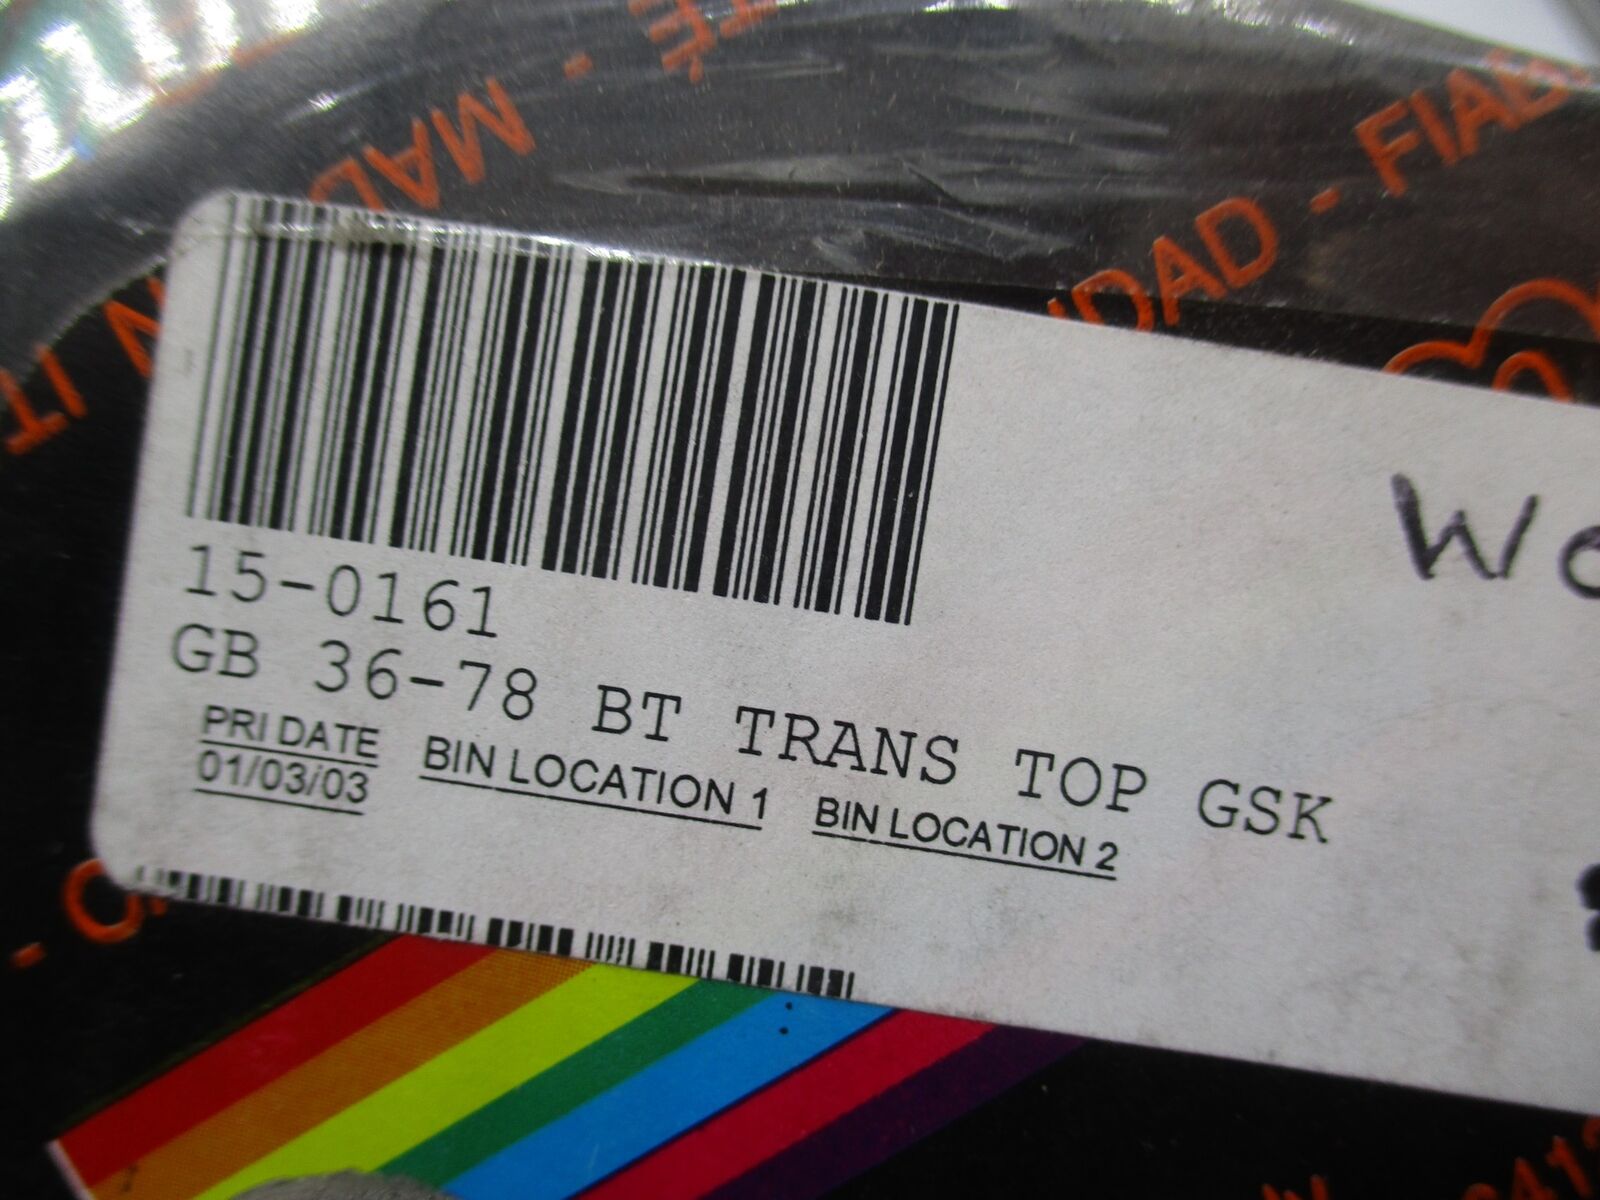 FIAB
DAD -
15-0161
GB 36-78 BT TRANS TOP GSK
PRI DATE
01/03/03
BIN LOCATION 1
BIN LOCATION 2